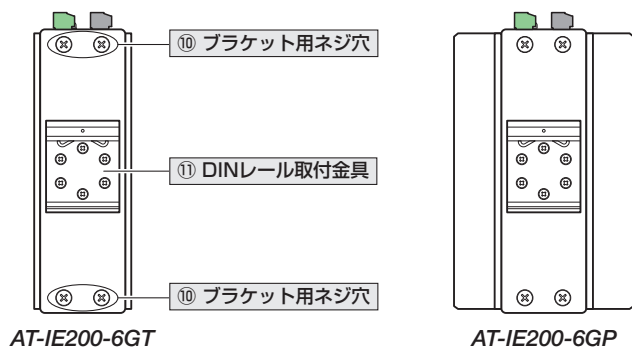 ⑩ ブラケット用ネジ穴
⑪ DINレール取付金具
⑩ ブラケット用ネジ穴
AT-IE200-6GT
AT-IE200-6GP